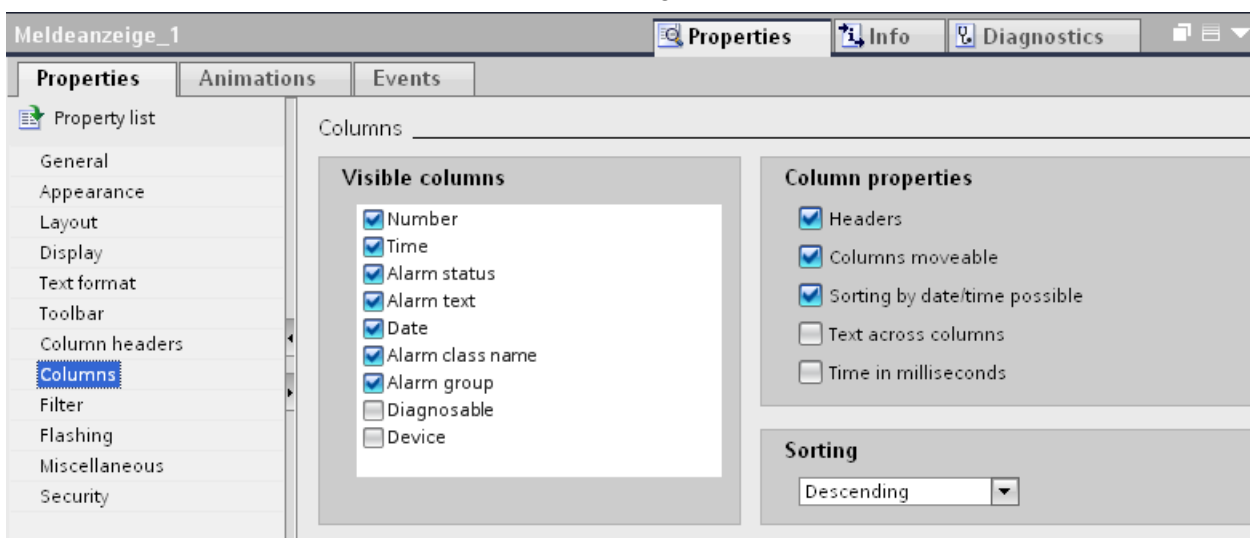 Meldeanzeige_1
Properties
Info
Diagnostics
Properties
Animations
Events
Property list
General
Appearance
Layout
Display
Text format
Toolbar
Column headers
Columns
Filter
Flashing
Miscellaneous
Security
Columns
Visible columns
Number
Time
Alarm status
Alarm text
Date
Alarm class name
Alarm group
Diagnosable
Device
Column properties
Headers
Columns moveable
Sorting by date/time possible
Text across columns
Time in milliseconds
Sorting
Descending